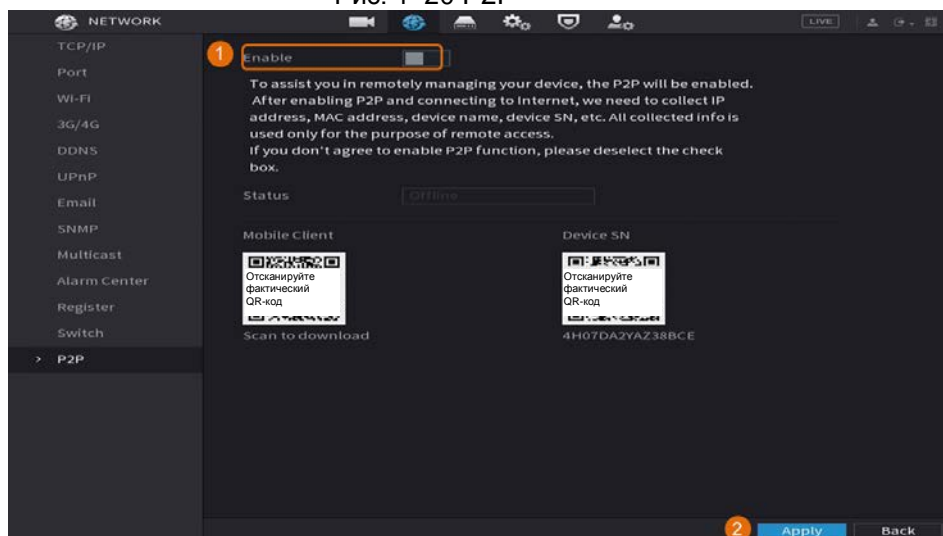 NETWORK
LIVE
TCP/IP
Port
Wi-Fi
3G/4G
DDNS
UPnP
Email
SNMP
Multicast
Alarm Center
Register
Switch
> P2P
1
Enable
To assist you in remotely managing your device, the P2P will be enabled.
After enabling P2P and connecting to Internet, we need to collect IP
address, MAC address, device name, device SN, etc. All collected info is
used only for the purpose of remote access.
If you don't agree to enable P2P function, please deselect the check
box.
Status
Offline
Mobile Client
Отсканируйте
фактический
QR-код
Scan to download
Device SN
Отсканируйте
фактический
QR-код
4H07DA2YAZ38BCE
2
Apply
Back